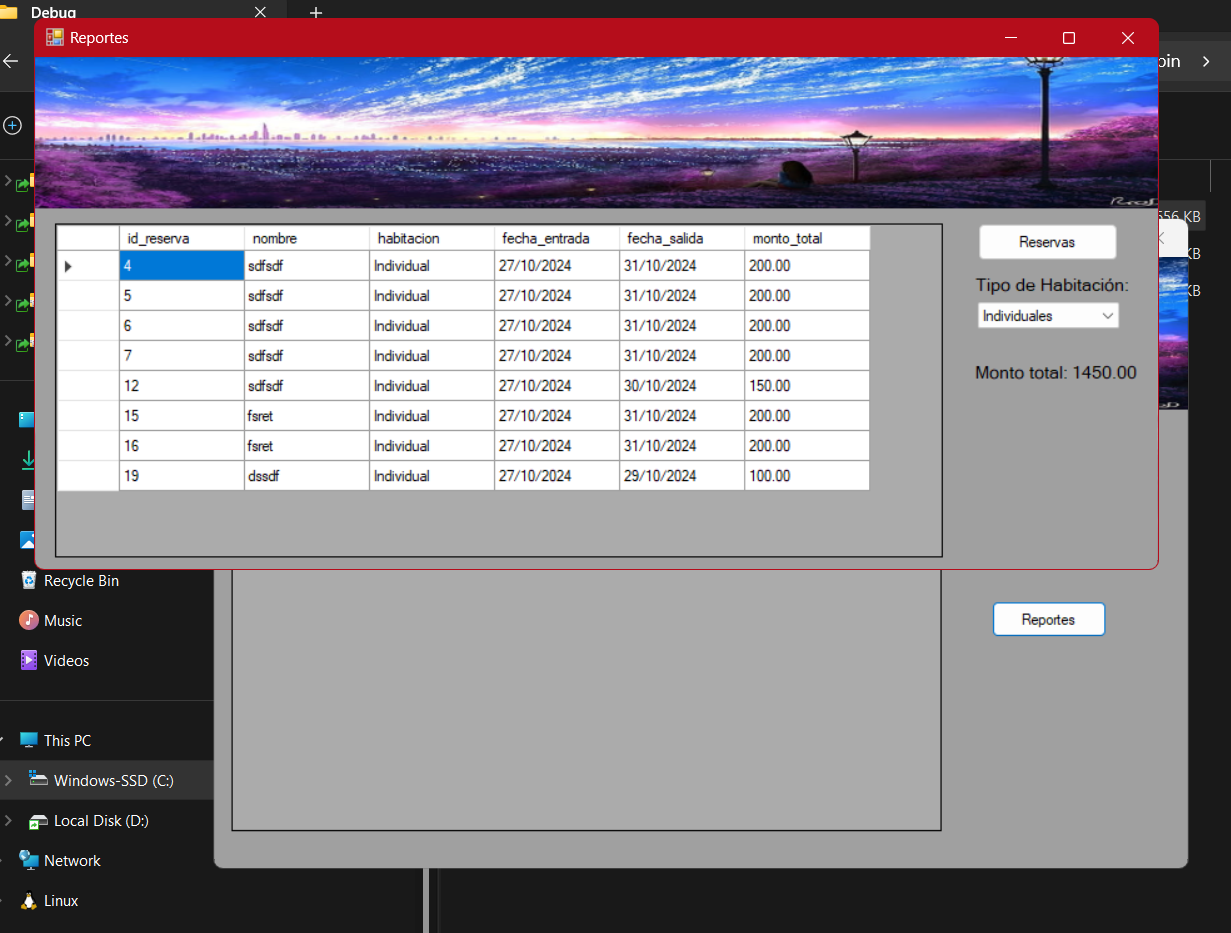 Debug
Reportes
bin
id_reserva nombre habitacion fecha_entrada fecha_salida monto_total
4 sdfsdf Individual 27/10/2024 31/10/2024 200.00
5 sdfsdf Individual 27/10/2024 31/10/2024 200.00
6 sdfsdf Individual 27/10/2024 31/10/2024 200.00
7 sdfsdf Individual 27/10/2024 31/10/2024 200.00
12 sdfsdf Individual 27/10/2024 30/10/2024 150.00
15 fsret Individual 27/10/2024 31/10/2024 200.00
16 fsret Individual 27/10/2024 31/10/2024 200.00
19 dssdf Individual 27/10/2024 29/10/2024 100.00
Reservas
Tipo de Habitación:
Individuales
Monto total: 1450.00
KB
KB
KB
Reportes
Recycle Bin
Music
Videos
This PC
Windows-SSD (C:)
Local Disk (D:)
Network
Linux